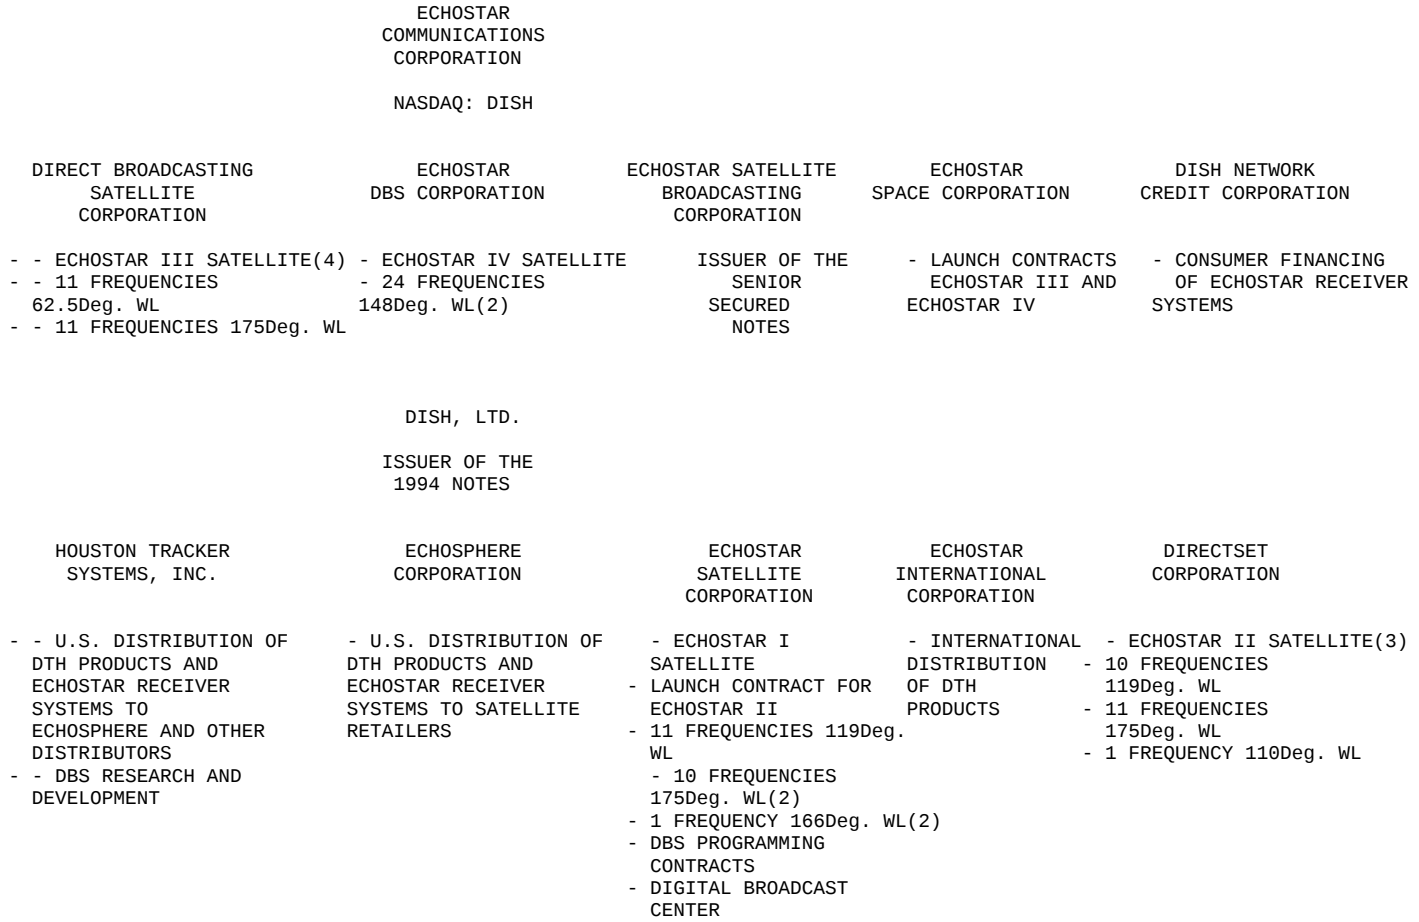 ECHOSTAR
COMMUNICATIONS
CORPORATION
NASDAQ: DISH
DIRECT BROADCASTING ECHOSTAR ECHOSTAR SATELLITE ECHOSTAR DISH NETWORK
SATELLITE DBS CORPORATION BROADCASTING SPACE CORPORATION CREDIT CORPORATION
CORPORATION CORPORATION
- - ECHOSTAR III SATELLITE(4) - ECHOSTAR IV SATELLITE ISSUER OF THE - LAUNCH CONTRACTS - CONSUMER FINANCING
- - 11 FREQUENCIES - 24 FREQUENCIES SENIOR ECHOSTAR III AND OF ECHOSTAR RECEIVER
62.5Deg. WL 148Deg. WL(2) SECURED ECHOSTAR IV SYSTEMS
- - 11 FREQUENCIES 175Deg. WL NOTES
DISH, LTD.
ISSUER OF THE
1994 NOTES
HOUSTON TRACKER ECHOSPHERE ECHOSTAR ECHOSTAR DIRECTSET
SYSTEMS, INC. CORPORATION SATELLITE INTERNATIONAL CORPORATION
CORPORATION CORPORATION
- - U.S. DISTRIBUTION OF - U.S. DISTRIBUTION OF - ECHOSTAR I - INTERNATIONAL - ECHOSTAR II SATELLITE(3)
DTH PRODUCTS AND DTH PRODUCTS AND SATELLITE DISTRIBUTION - 10 FREQUENCIES
ECHOSTAR RECEIVER ECHOSTAR RECEIVER - LAUNCH CONTRACT FOR OF DTH 119Deg. WL
SYSTEMS TO SYSTEMS TO SATELLITE ECHOSTAR II PRODUCTS - 11 FREQUENCIES
ECHOSPHERE AND OTHER RETAILERS - 11 FREQUENCIES 119Deg. 175Deg. WL
DISTRIBUTORS WL - 1 FREQUENCY 110Deg. WL
- - DBS RESEARCH AND - 10 FREQUENCIES
DEVELOPMENT 175Deg. WL(2)
- 1 FREQUENCY 166Deg. WL(2)
- DBS PROGRAMMING
CONTRACTS
- DIGITAL BROADCAST
CENTER